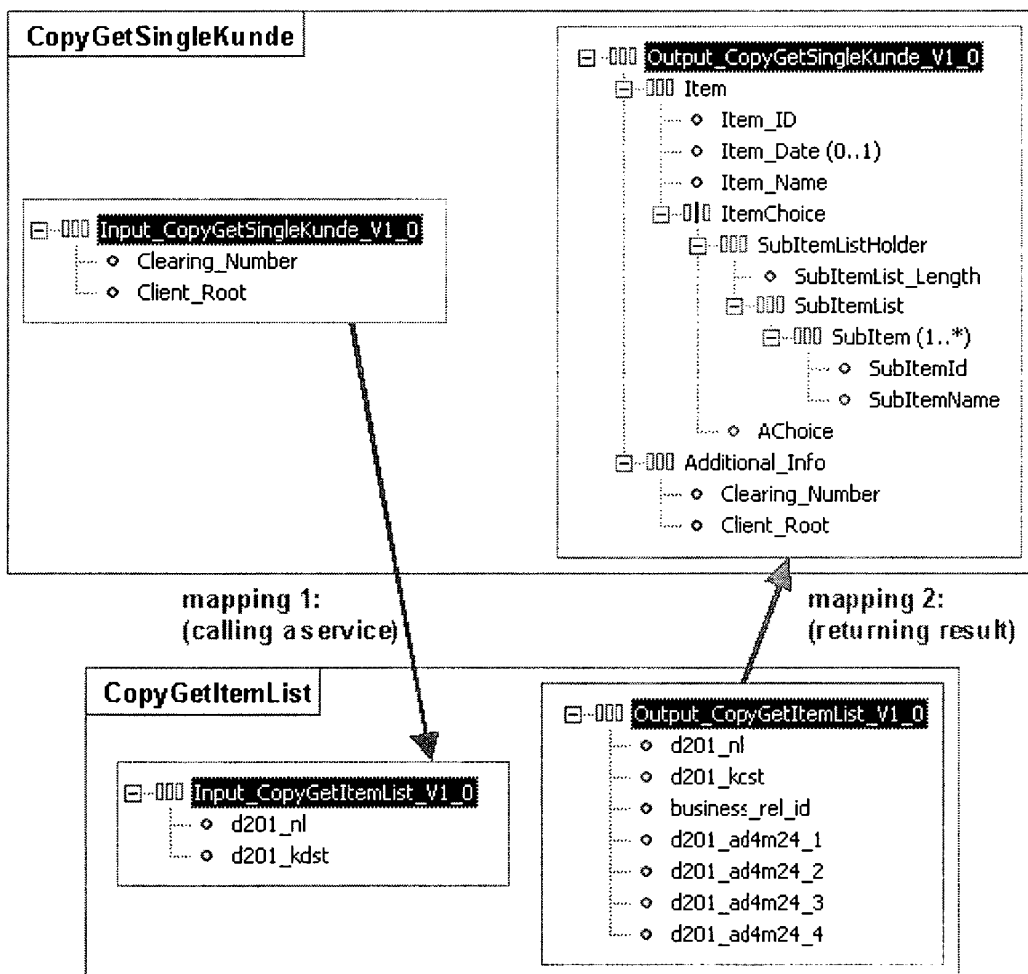 CopyGetSingleKunde
Input_CopyGetSingleKunde_V1_0
Clearing_Number
Client_Root
Output_CopyGetSingleKunde_V1_0
Item
Item_ID
Item_Date (0..1)
Item_Name
ItemChoice
SubItemListHolder
SubItemList_Length
SubItemList
SubItem (1..*)
SubItemId
SubItemName
AChoice
Additional_Info
Clearing_Number
Client_Root
mapping 1:
(calling a service)
mapping 2:
(returning result)
CopyGetItemList
Input_CopyGetItemList_V1_0
d201_nl
d201_kdst
Output_CopyGetItemList_V1_0
d201_nl
d201_kcst
business_rel_id
d201_ad4m24_1
d201_ad4m24_2
d201_ad4m24_3
d201_ad4m24_4